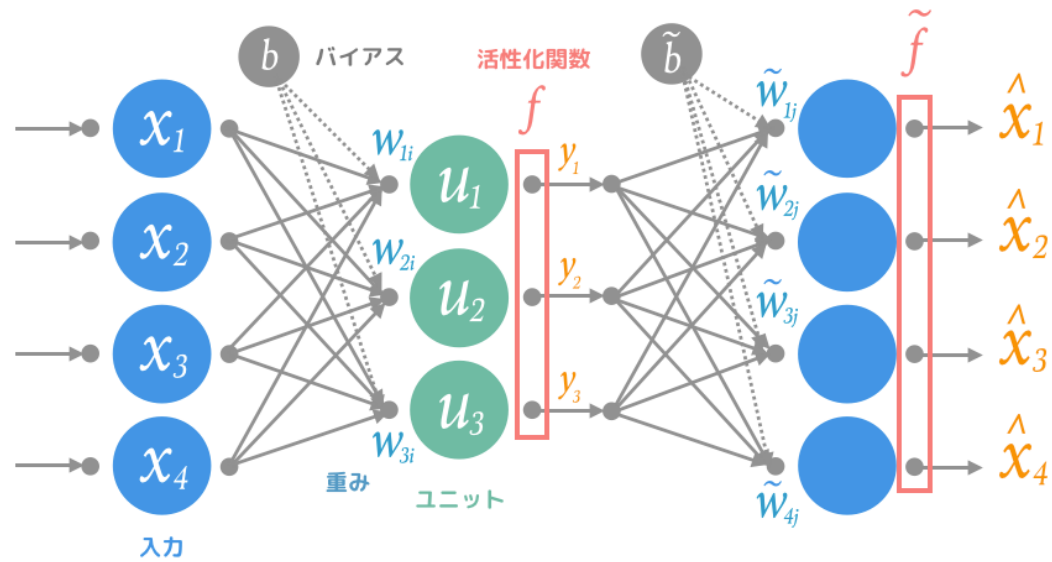 b バイアス
活性化関数
f
b̃
f̃
x₁
x₂
x₃
x₄
入力
w₁ᵢ
w₂ᵢ
w₃ᵢ
重み
u₁
u₂
u₃
ユニット
y₁
y₂
y₃
w̃₁ⱼ
w̃₂ⱼ
w̃₃ⱼ
w̃₄ⱼ
x̂₁
x̂₂
x̂₃
x̂₄